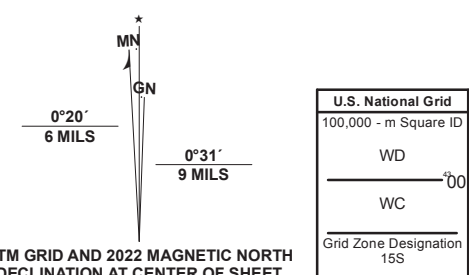 ★
MN
GN
0°20´
6 MILS
0°31´
9 MILS
TM GRID AND 2022 MAGNETIC NORTH
DECLINATION AT CENTER OF SHEET
U.S. National Grid
100,000 - m Square ID
WD
⁴³00
WC
Grid Zone Designation
15S